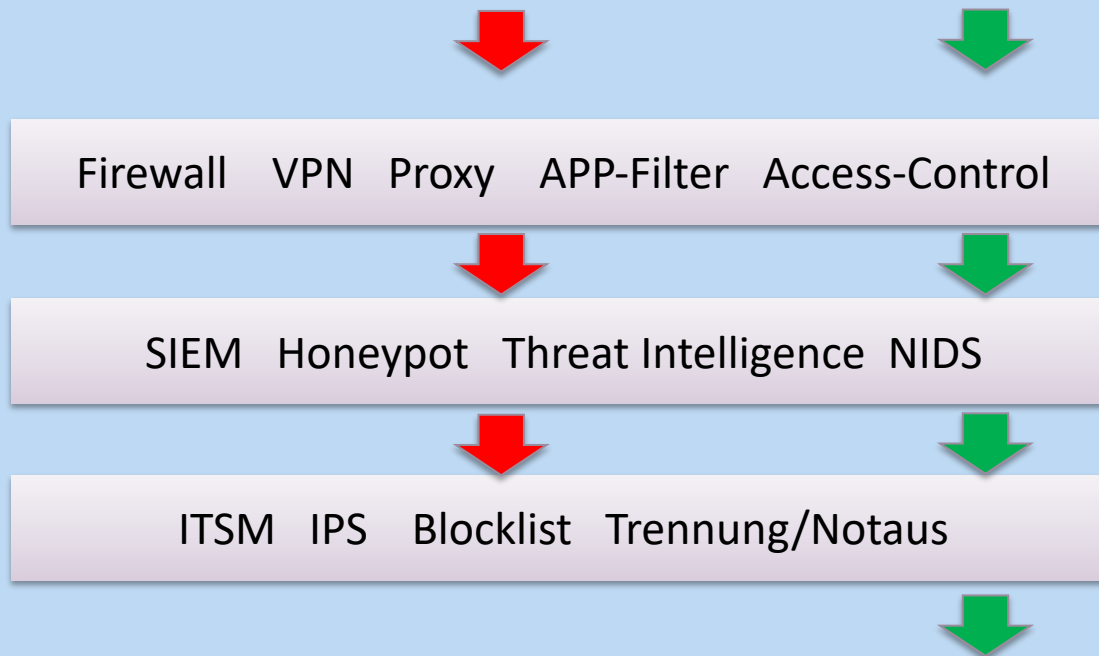 Firewall VPN Proxy APP-Filter Access-Control
SIEM Honeypot Threat Intelligence NIDS
ITSM IPS Blocklist Trennung/Notaus